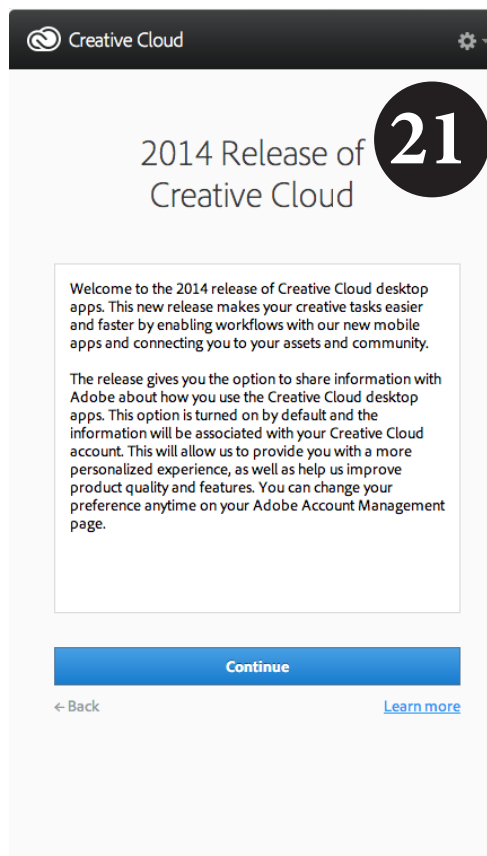 Creative Cloud
21
2014 Release of
Creative Cloud
Welcome to the 2014 release of Creative Cloud desktop
apps. This new release makes your creative tasks easier
and faster by enabling workflows with our new mobile
apps and connecting you to your assets and community.
The release gives you the option to share information with
Adobe about how you use the Creative Cloud desktop
apps. This option is turned on by default and the
information will be associated with your Creative Cloud
account. This will allow us to provide you with a more
personalized experience, as well as help us improve
product quality and features. You can change your
preference anytime on your Adobe Account Management
page.
Continue
← Back
Learn more